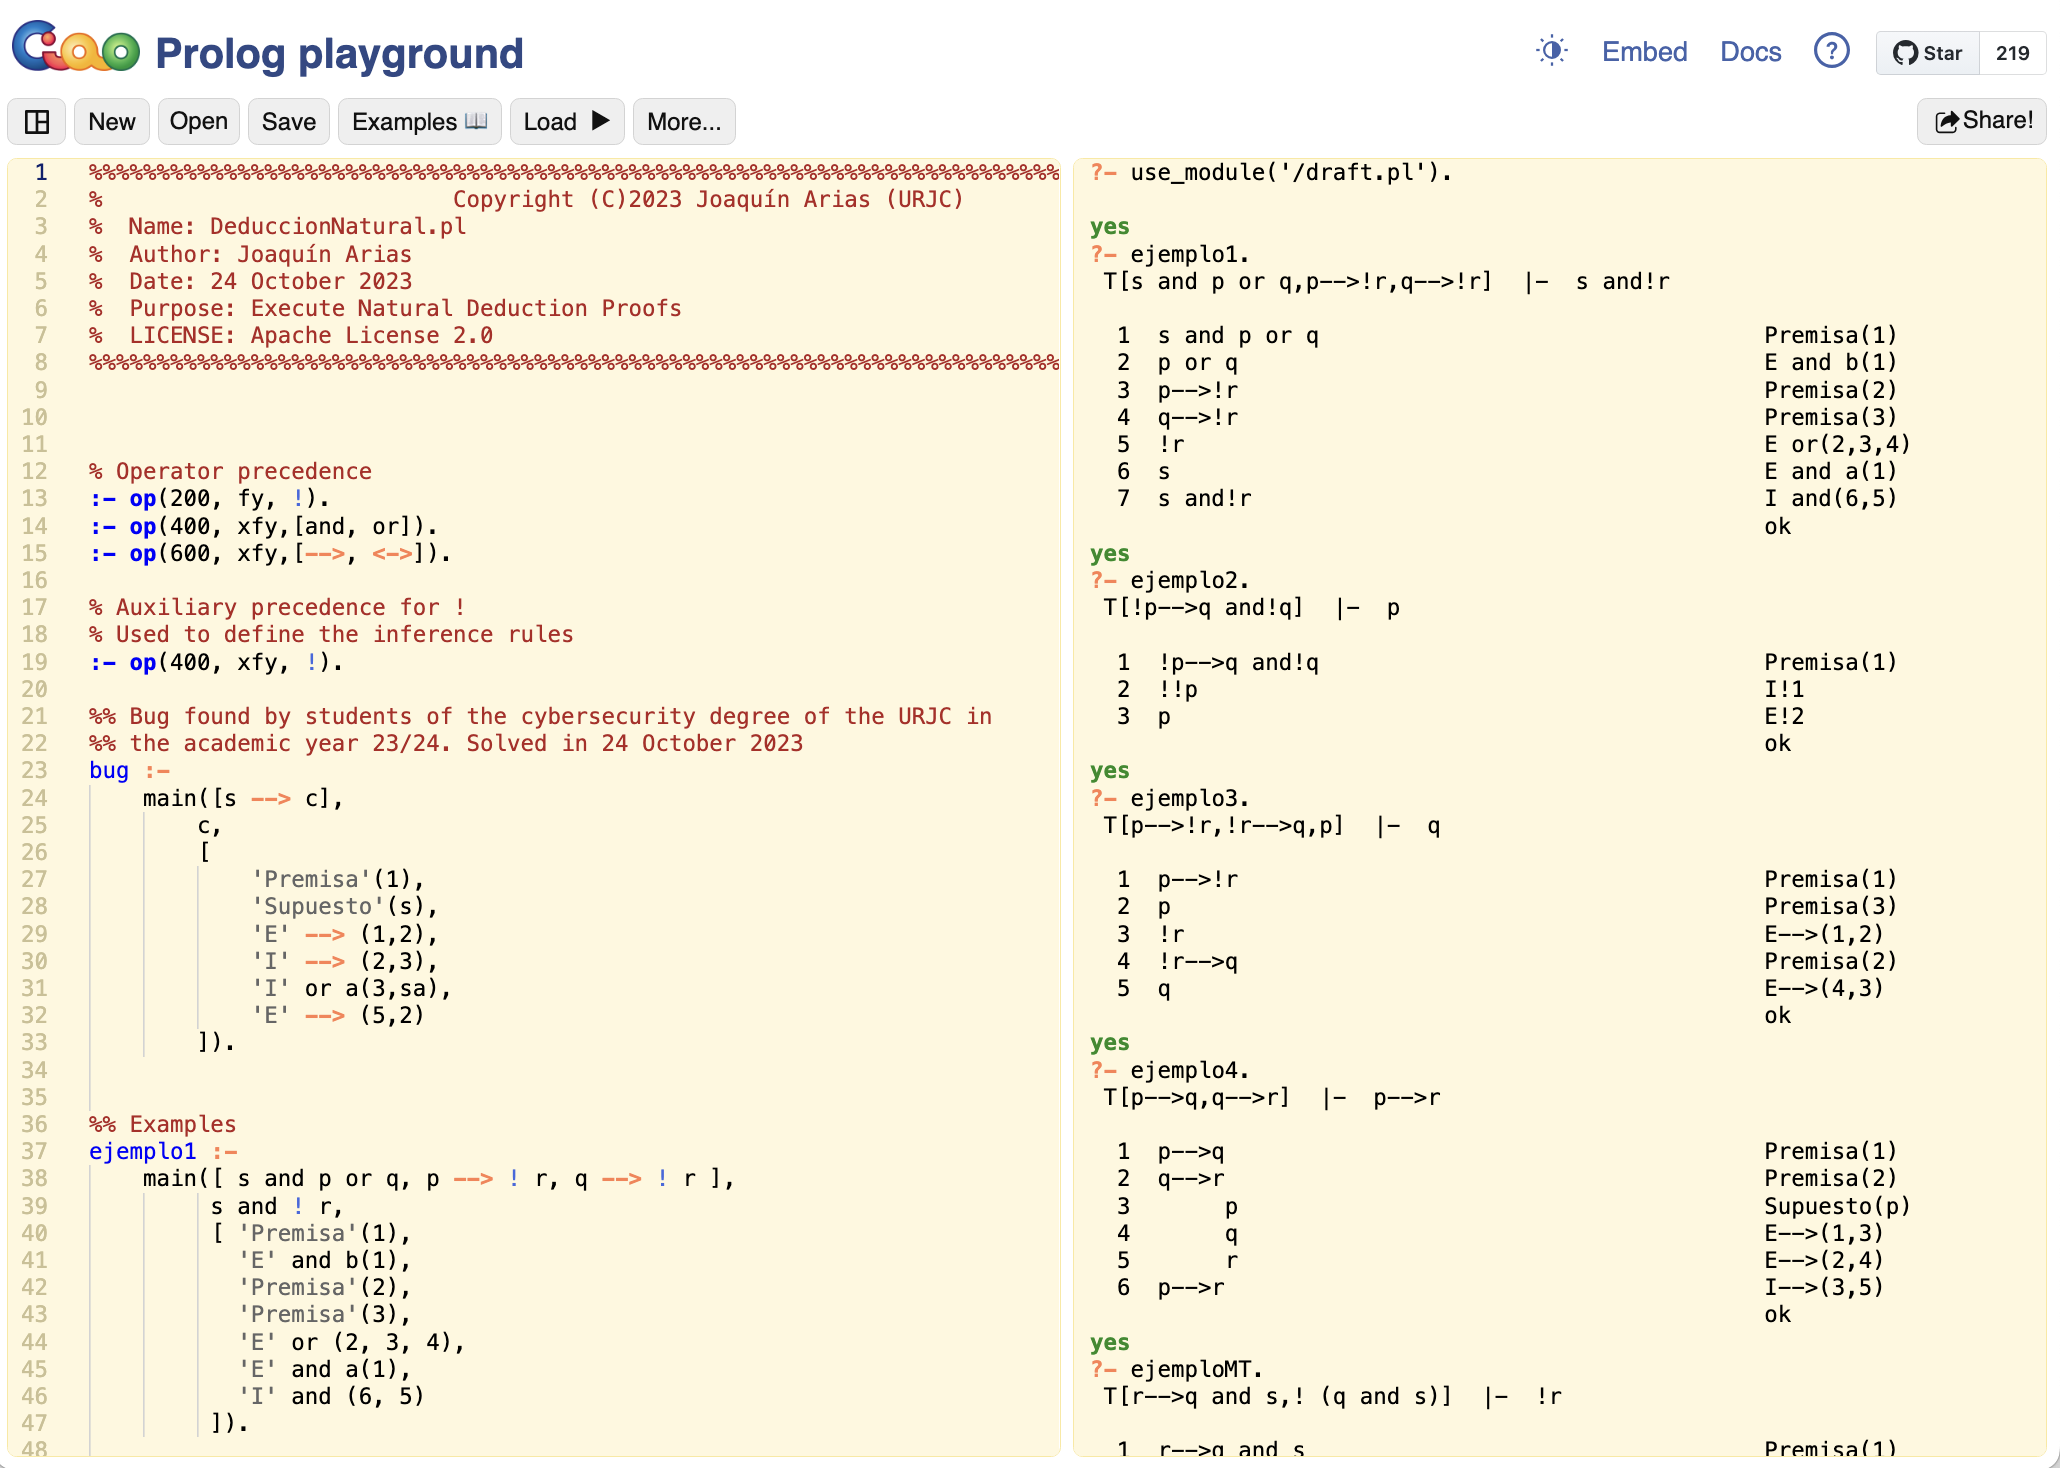 Ciao Prolog playground
Embed Docs ? Star 219
New Open Save Examples 📖 Load ▶ More... Share!
1 %%%%%%%%%%%%%%%%%%%%%%%%%%%%%%%%%%%%%%%%%%%%%%%%%%%%%%%%%%%%%%%%%%%%%%%%%%
2 % Copyright (C)2023 Joaquín Arias (URJC)
3 % Name: DeduccionNatural.pl
4 % Author: Joaquín Arias
5 % Date: 24 October 2023
6 % Purpose: Execute Natural Deduction Proofs
7 % LICENSE: Apache License 2.0
8 %%%%%%%%%%%%%%%%%%%%%%%%%%%%%%%%%%%%%%%%%%%%%%%%%%%%%%%%%%%%%%%%%%%%%%%%%%
9
10
11
12 % Operator precedence
13 :- op(200, fy, !).
14 :- op(400, xfy,[and, or]).
15 :- op(600, xfy,[-->, <->]).
16
17 % Auxiliary precedence for !
18 % Used to define the inference rules
19 :- op(400, xfy, !).
20
21 %% Bug found by students of the cybersecurity degree of the URJC in
22 %% the academic year 23/24. Solved in 24 October 2023
23 bug :-
24 main([s --> c],
25 c,
26 [
27 'Premisa'(1),
28 'Supuesto'(s),
29 'E' --> (1,2),
30 'I' --> (2,3),
31 'I' or a(3,sa),
32 'E' --> (5,2)
33 ]).
34
35
36 %% Examples
37 ejemplo1 :-
38 main([ s and p or q, p --> ! r, q --> ! r ],
39 s and ! r,
40 [ 'Premisa'(1),
41 'E' and b(1),
42 'Premisa'(2),
43 'Premisa'(3),
44 'E' or (2, 3, 4),
45 'E' and a(1),
46 'I' and (6, 5)
47 ]).
48
?- use_module('/draft.pl').
yes
?- ejemplo1.
T[s and p or q,p-->!r,q-->!r] |- s and!r
1 s and p or q Premisa(1)
2 p or q E and b(1)
3 p-->!r Premisa(2)
4 q-->!r Premisa(3)
5 !r E or(2,3,4)
6 s E and a(1)
7 s and!r I and(6,5)
ok
yes
?- ejemplo2.
T[!p-->q and!q] |- p
1 !p-->q and!q Premisa(1)
2 !!p I!1
3 p E!2
ok
yes
?- ejemplo3.
T[p-->!r,!r-->q,p] |- q
1 p-->!r Premisa(1)
2 p Premisa(3)
3 !r E-->(1,2)
4 !r-->q Premisa(2)
5 q E-->(4,3)
ok
yes
?- ejemplo4.
T[p-->q,q-->r] |- p-->r
1 p-->q Premisa(1)
2 q-->r Premisa(2)
3 p Supuesto(p)
4 q E-->(1,3)
5 r E-->(2,4)
6 p-->r I-->(3,5)
ok
yes
?- ejemploMT.
T[r-->q and s,! (q and s)] |- !r
1 r-->q and s Premisa(1)